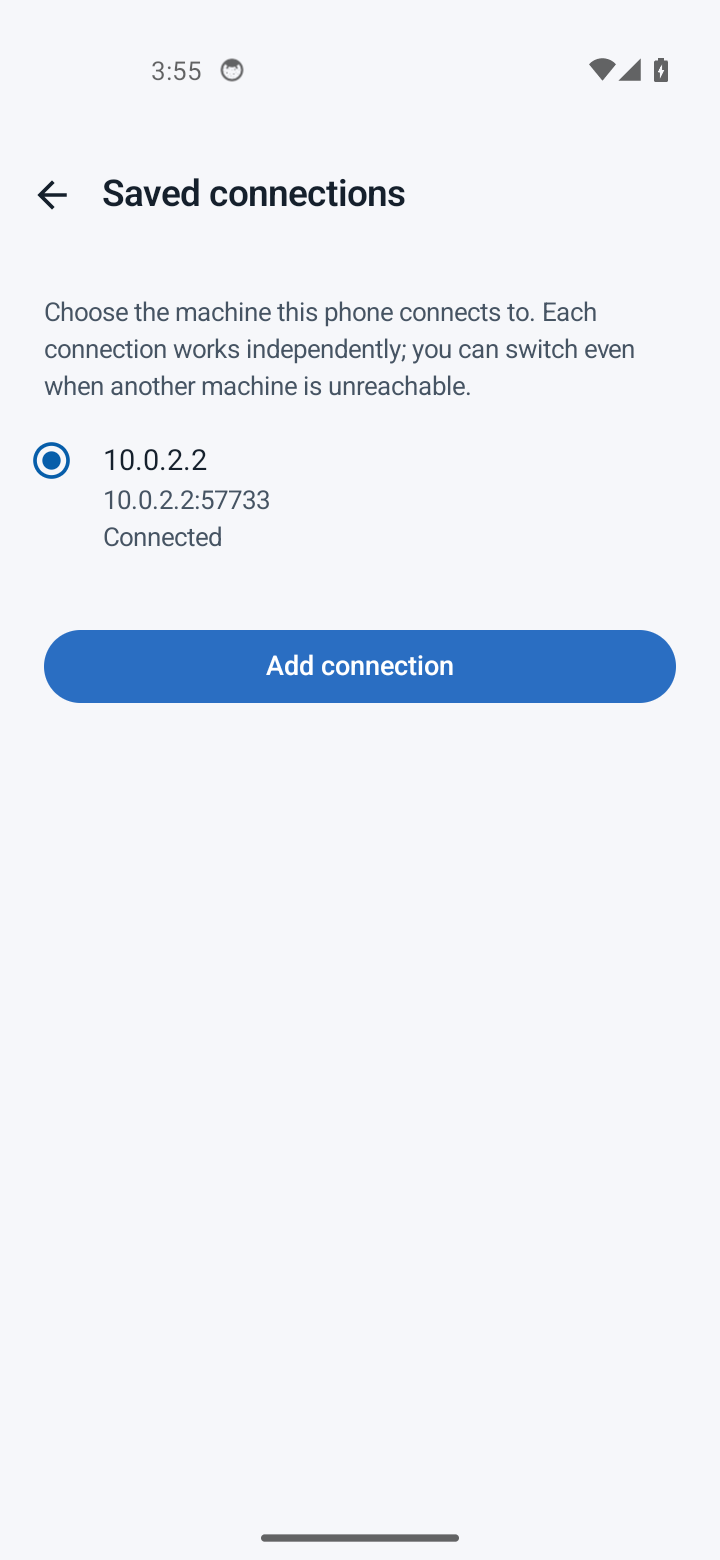 3:55
Saved connections
Choose the machine this phone connects to. Each
connection works independently; you can switch even
when another machine is unreachable.
10.0.2.2
10.0.2.2:57733
Connected
Add connection